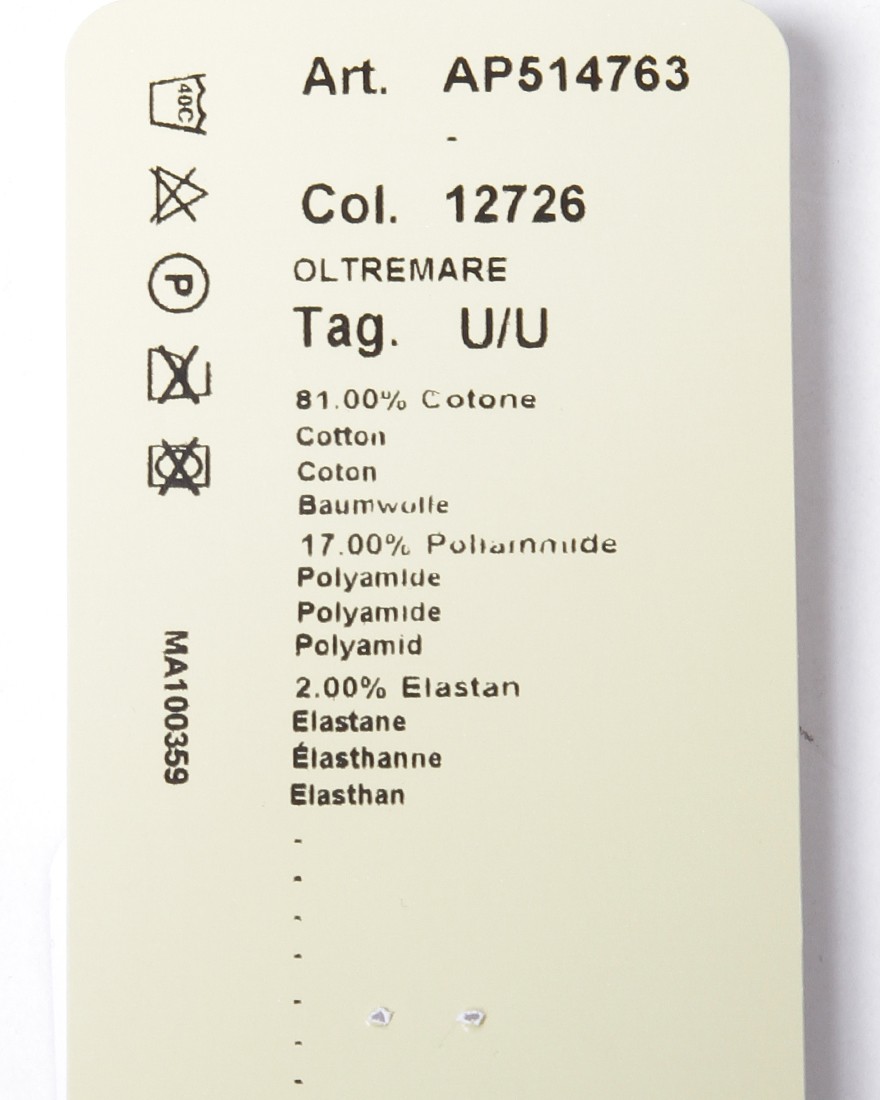 Art. AP514763
-
Col. 12726
OLTREMARE
Tag. U/U
81.00% Cotone
Cotton
Coton
Baumwolle
17.00% Poliammide
Polyamide
Polyamide
Polyamid
2.00% Elastan
Elastane
Élasthanne
Elasthan
-
-
-
-
-
-
-
40C
P
MA100359